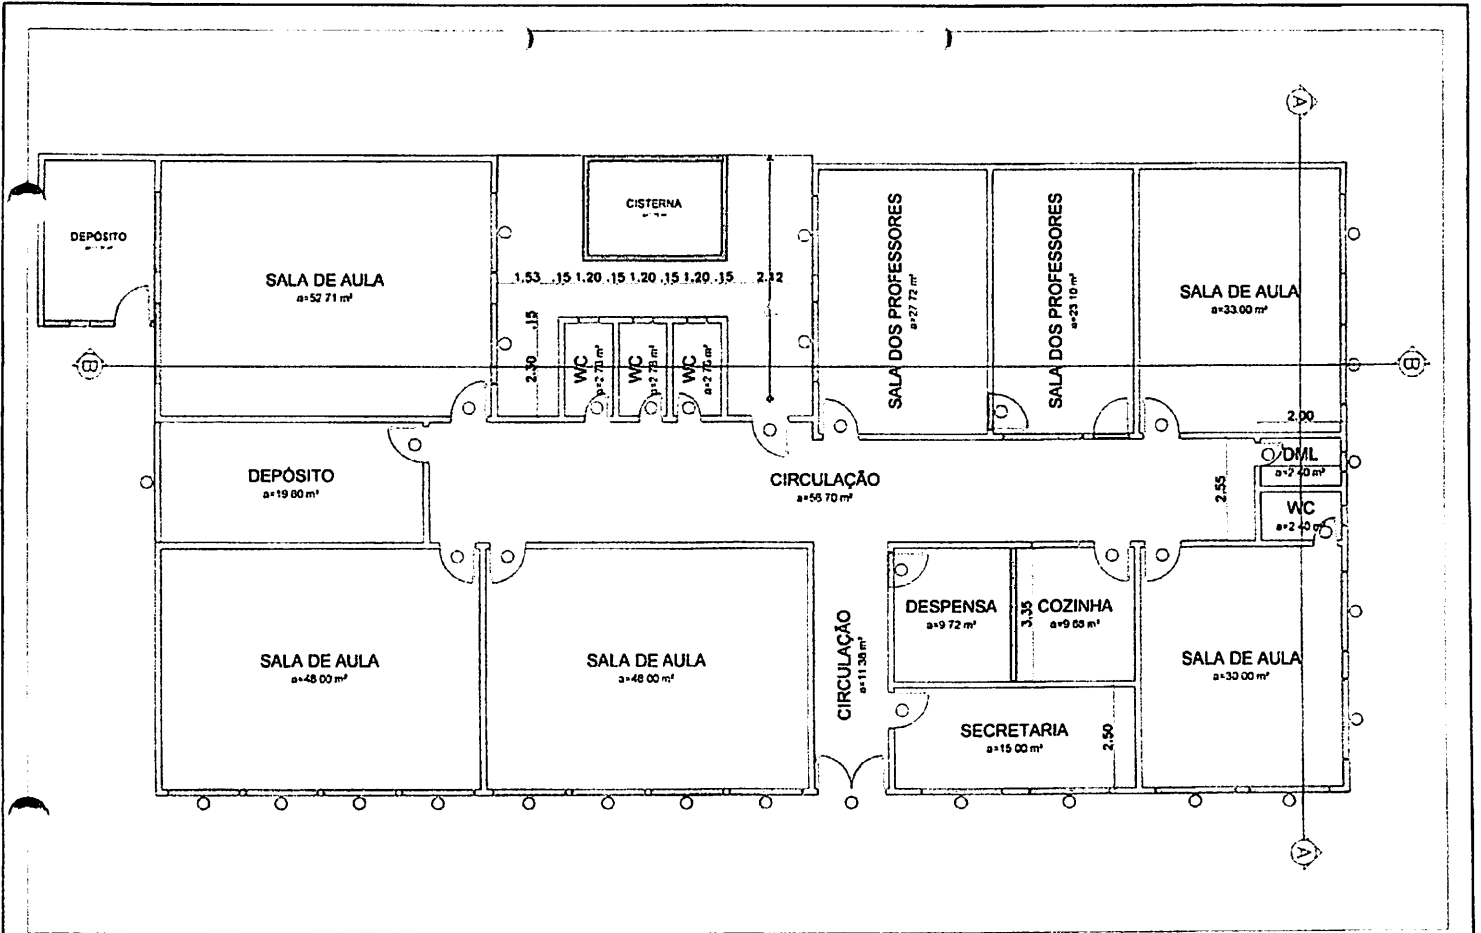 A
CISTERNA
DEPÓSITO
SALA DE AULA
a=52.71 m²
1.53 .15 1.20 .15 1.20 .15 1.20 .15 2.12
SALA DOS PROFESSORES
a=27.72 m²
SALA DOS PROFESSORES
a=23.10 m²
SALA DE AULA
a=33.00 m²
.15
2.30
B
WC
WC
WC
B
2.00
DEPÓSITO
a=19.80 m²
CIRCULAÇÃO
2.55
DML
a=2.40 m²
WC
a=2.40 m²
SALA DE AULA
a=48.00 m²
SALA DE AULA
a=48.00 m²
CIRCULAÇÃO
a=11.38 m²
DESPENSA
a=9.72 m²
3.35
COZINHA
SALA DE AULA
a=30.00 m²
SECRETARIA
a=15.00 m²
2.50
A